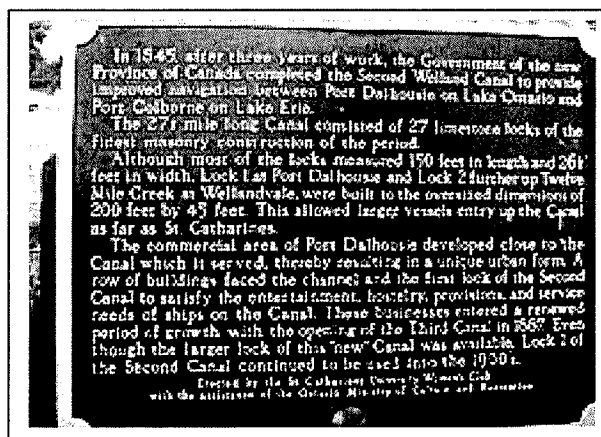 In 1845, after three years of work, the Government of the new
Province of Canada completed the Second Welland Canal to provide
improved navigation between Port Dalhousie on Lake Ontario and
Port Colborne on Lake Erie.
The mile long Canal consisted of 27 limestone locks of the
finest masonry construction of the period.
Although most of the locks measured 150 feet in length and
feet in width, Lock 1 at Port Dalhousie and Lock 2 further up Twelve
Mile Creek at Wellandvale, were built to the oversized dimensions of
200 feet by 45 feet. This allowed larger vessels entry up the Canal
as far as St. Catharines.
The commercial area of Port Dalhousie developed close to the
Canal which it served, thereby resulting in a unique urban form. A
row of buildings faced the channel and the first lock of the Second
Canal to satisfy the entertainment, hostelry, provisions, and service
needs of ships on the Canal. These businesses entered a renewed
period of growth with the opening of the Third Canal in Even
though the larger lock of this "new" Canal was available, Lock 1 of
the Second Canal continued to be used into the
Erected by the St. Catharines University Women's Club
with the assistance of the Ontario Ministry of Culture and Recreation